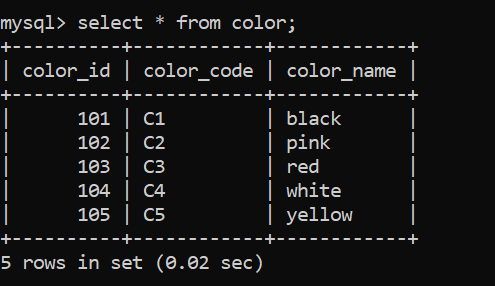 mysql> select * from color;
+----------+------------+------------+
| color_id | color_code | color_name |
+----------+------------+------------+
|      101 | C1         | black      |
|      102 | C2         | pink       |
|      103 | C3         | red        |
|      104 | C4         | white      |
|      105 | C5         | yellow     |
+----------+------------+------------+
5 rows in set (0.02 sec)